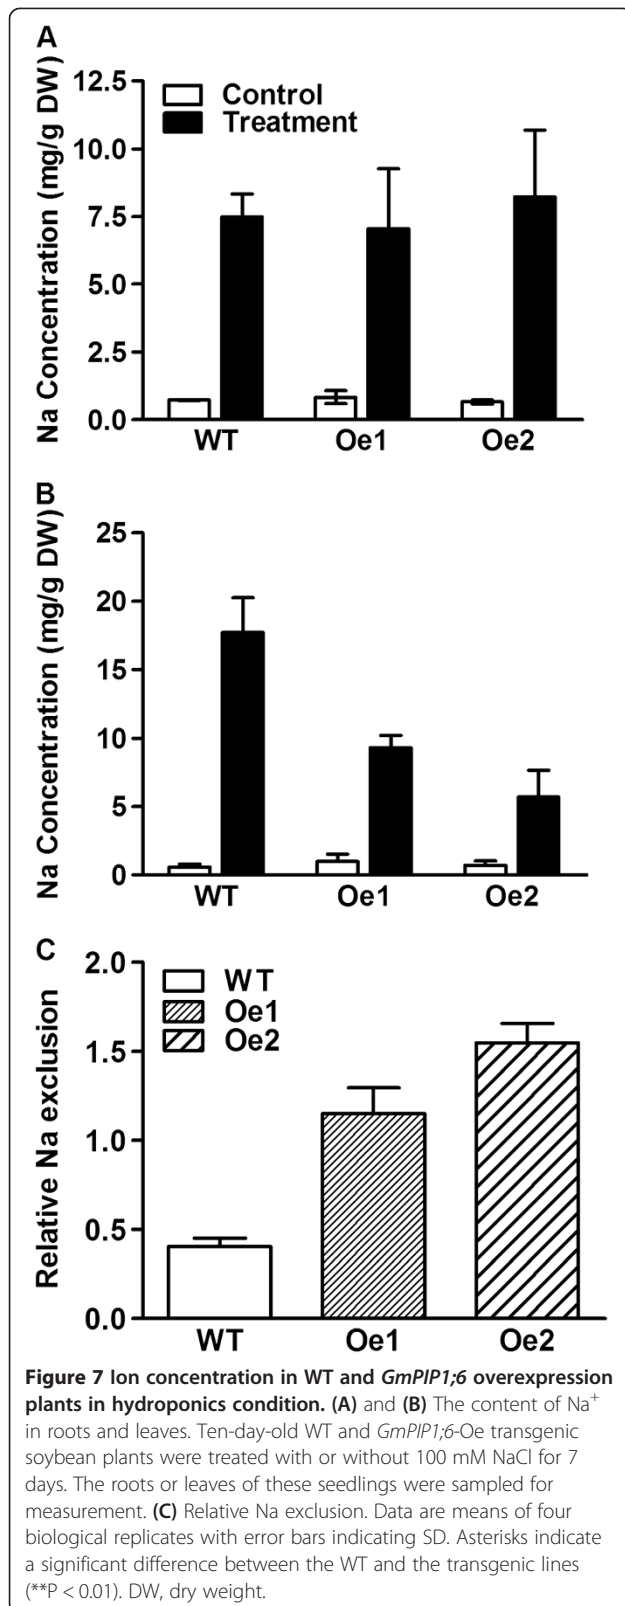 A
Na Concentration (mg/g DW)
12.5
10.0
7.5
5.0
2.5
0.0
Control
Treatment
WT Oe1 Oe2
B
Na Concentration (mg/g DW)
25
20
15
10
5
0
WT Oe1 Oe2
C
Relative Na exclusion
2.0
1.5
1.0
0.5
0.0
WT
Oe1
Oe2
WT Oe1 Oe2
Figure 7 Ion concentration in WT and GmPIP1;6 overexpression
plants in hydroponics condition. (A) and (B) The content of Na+
in roots and leaves. Ten-day-old WT and GmPIP1;6-Oe transgenic
soybean plants were treated with or without 100 mM NaCl for 7
days. The roots or leaves of these seedlings were sampled for
measurement. (C) Relative Na exclusion. Data are means of four
biological replicates with error bars indicating SD. Asterisks indicate
a significant difference between the WT and the transgenic lines
(**P < 0.01). DW, dry weight.